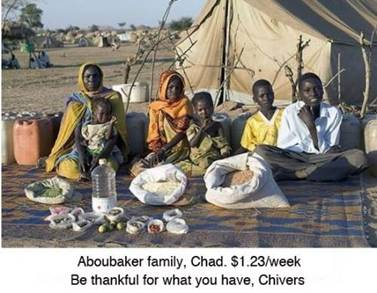 Aboubaker family, Chad. $1.23/week
Be thankful for what you have, Chivers